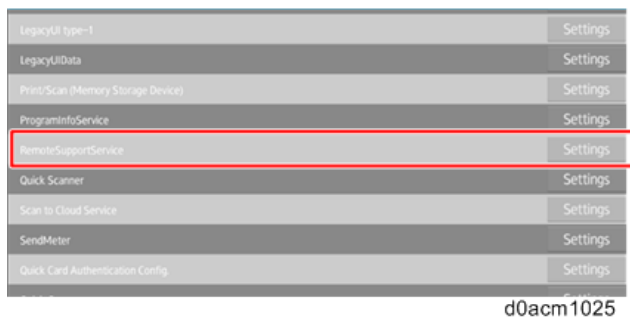 LegacyUI type-1 Settings
LegacyUIData Settings
Print/Scan (Memory Storage Device) Settings
ProgramInfoService Settings
RemoteSupportService Settings
Quick Scanner Settings
Scan to Cloud Service Settings
SendMeter Settings
Quick Card Authentication Config. Settings
d0acm1025